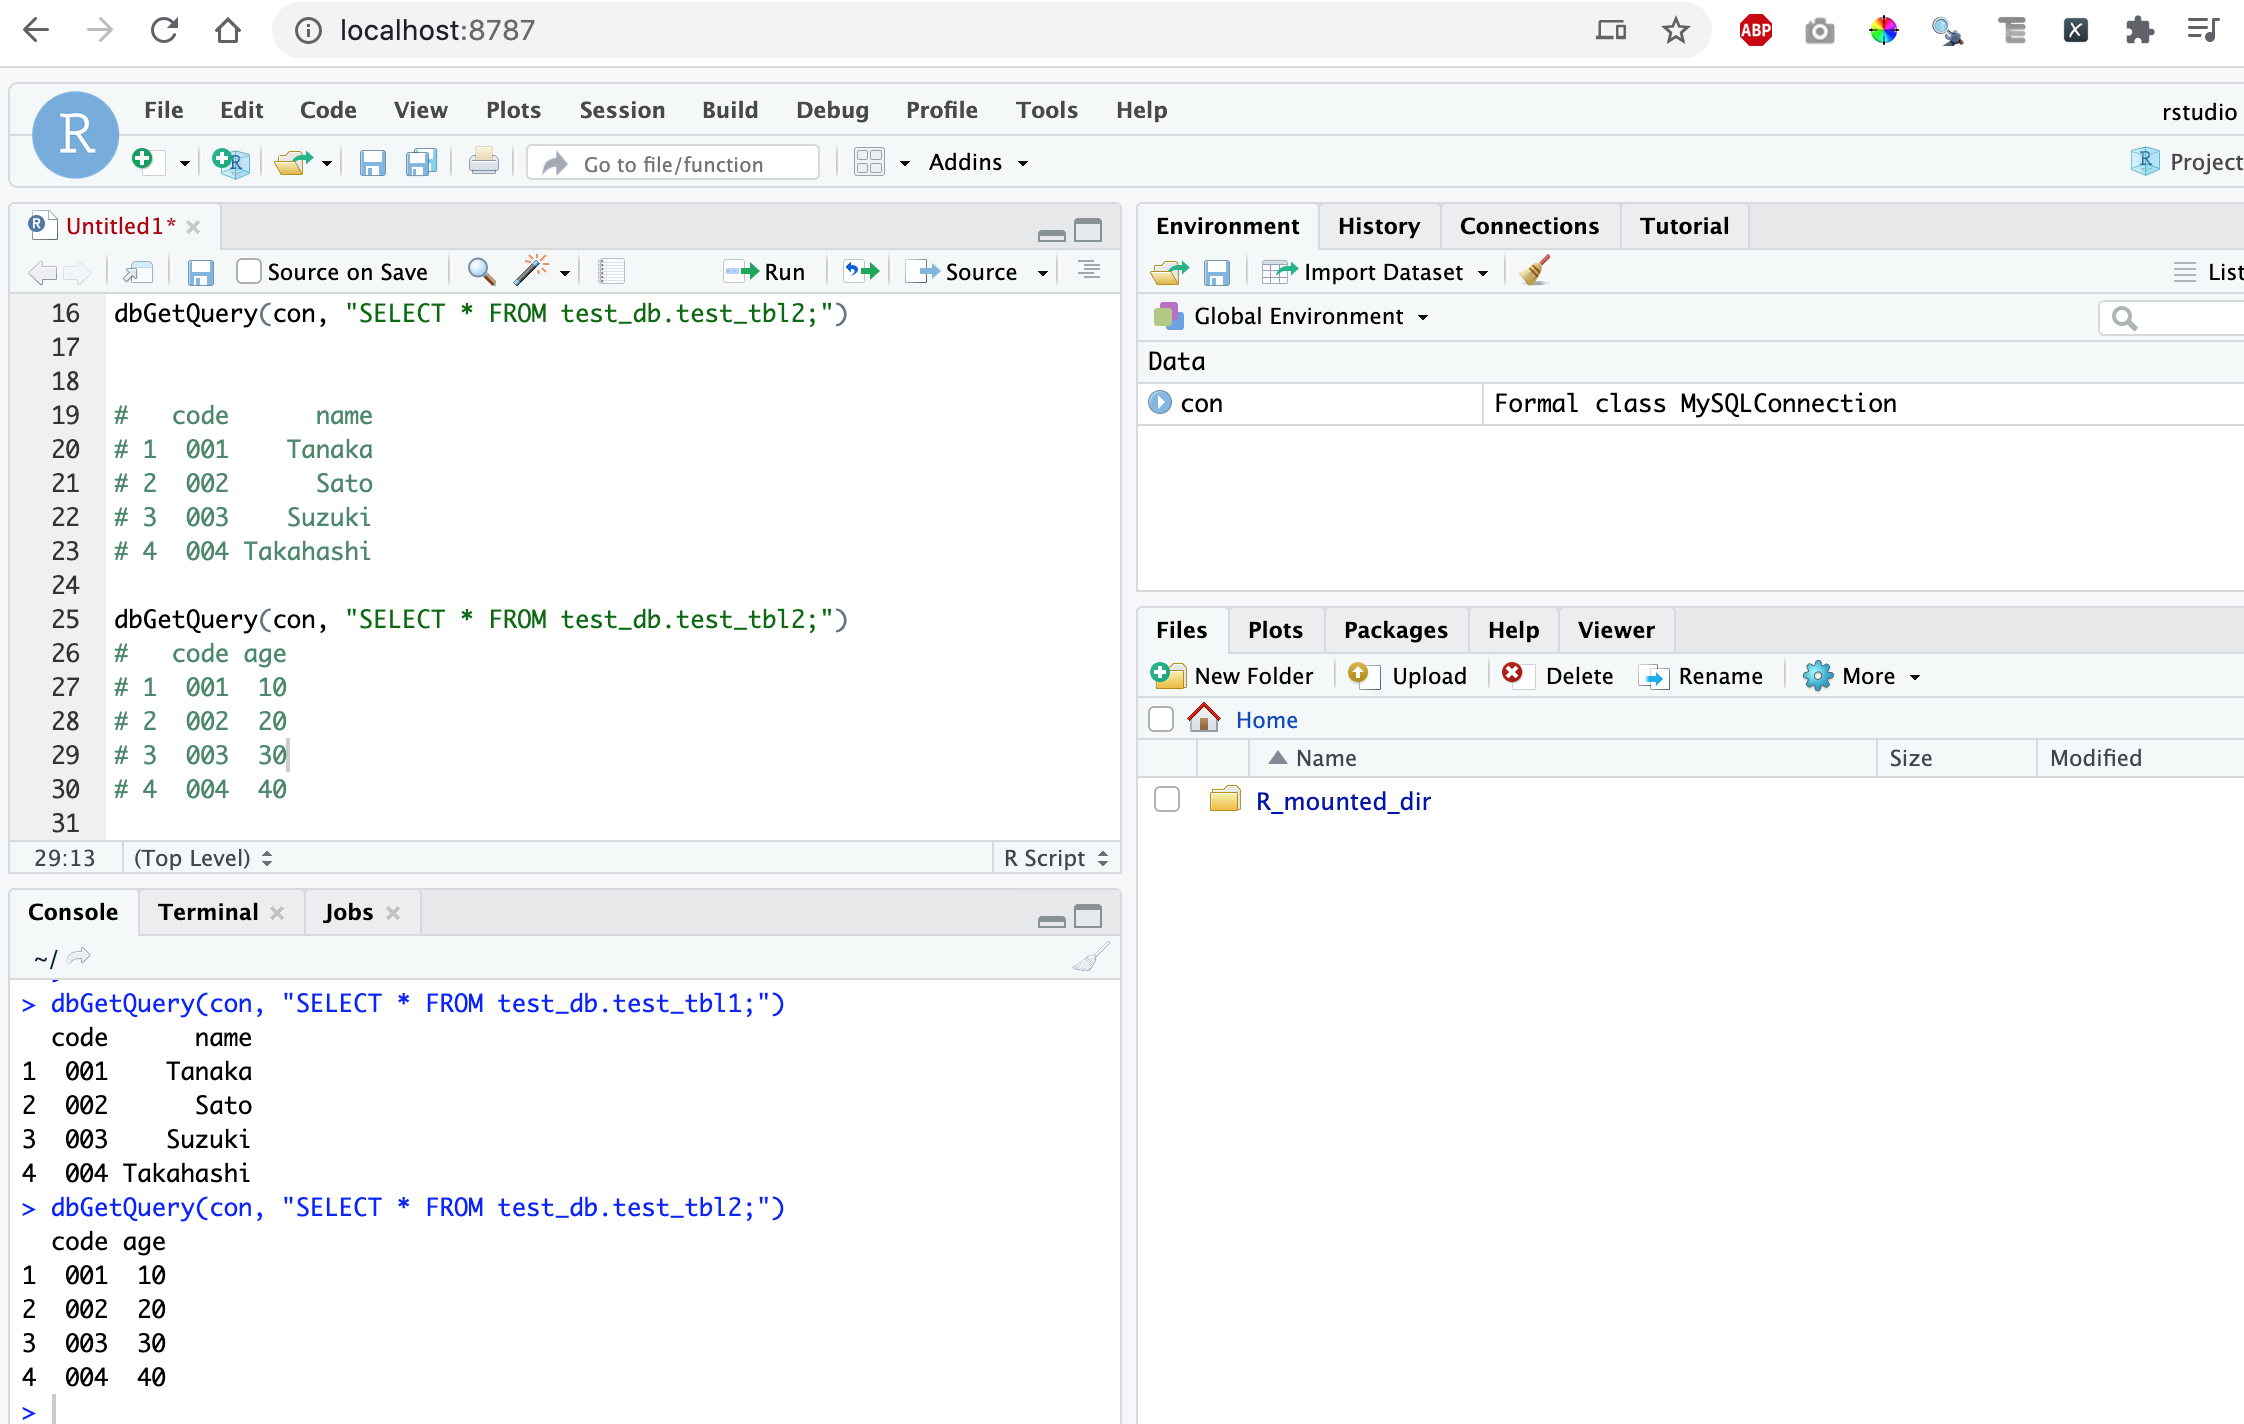 localhost:8787
ABP
X
R
File Edit Code View Plots Session Build Debug Profile Tools Help
rstudio
Go to file/function
Addins
Project
Untitled1*
Source on Save
Run
Source
16 dbGetQuery(con, "SELECT * FROM test_db.test_tbl2;")
17
18
19 #   code      name
20 # 1  001    Tanaka
21 # 2  002      Sato
22 # 3  003    Suzuki
23 # 4  004 Takahashi
24
25 dbGetQuery(con, "SELECT * FROM test_db.test_tbl2;")
26 #   code age
27 # 1  001  10
28 # 2  002  20
29 # 3  003  30
30 # 4  004  40
31
29:13 (Top Level) R Script
Console Terminal Jobs
~/
> dbGetQuery(con, "SELECT * FROM test_db.test_tbl1;")
  code      name
1  001    Tanaka
2  002      Sato
3  003    Suzuki
4  004 Takahashi
> dbGetQuery(con, "SELECT * FROM test_db.test_tbl2;")
  code age
1  001  10
2  002  20
3  003  30
4  004  40
>
Environment History Connections Tutorial
Import Dataset
List
Global Environment
Data
con Formal class MySQLConnection
Files Plots Packages Help Viewer
New Folder Upload Delete Rename More
Home
Name Size Modified
R_mounted_dir